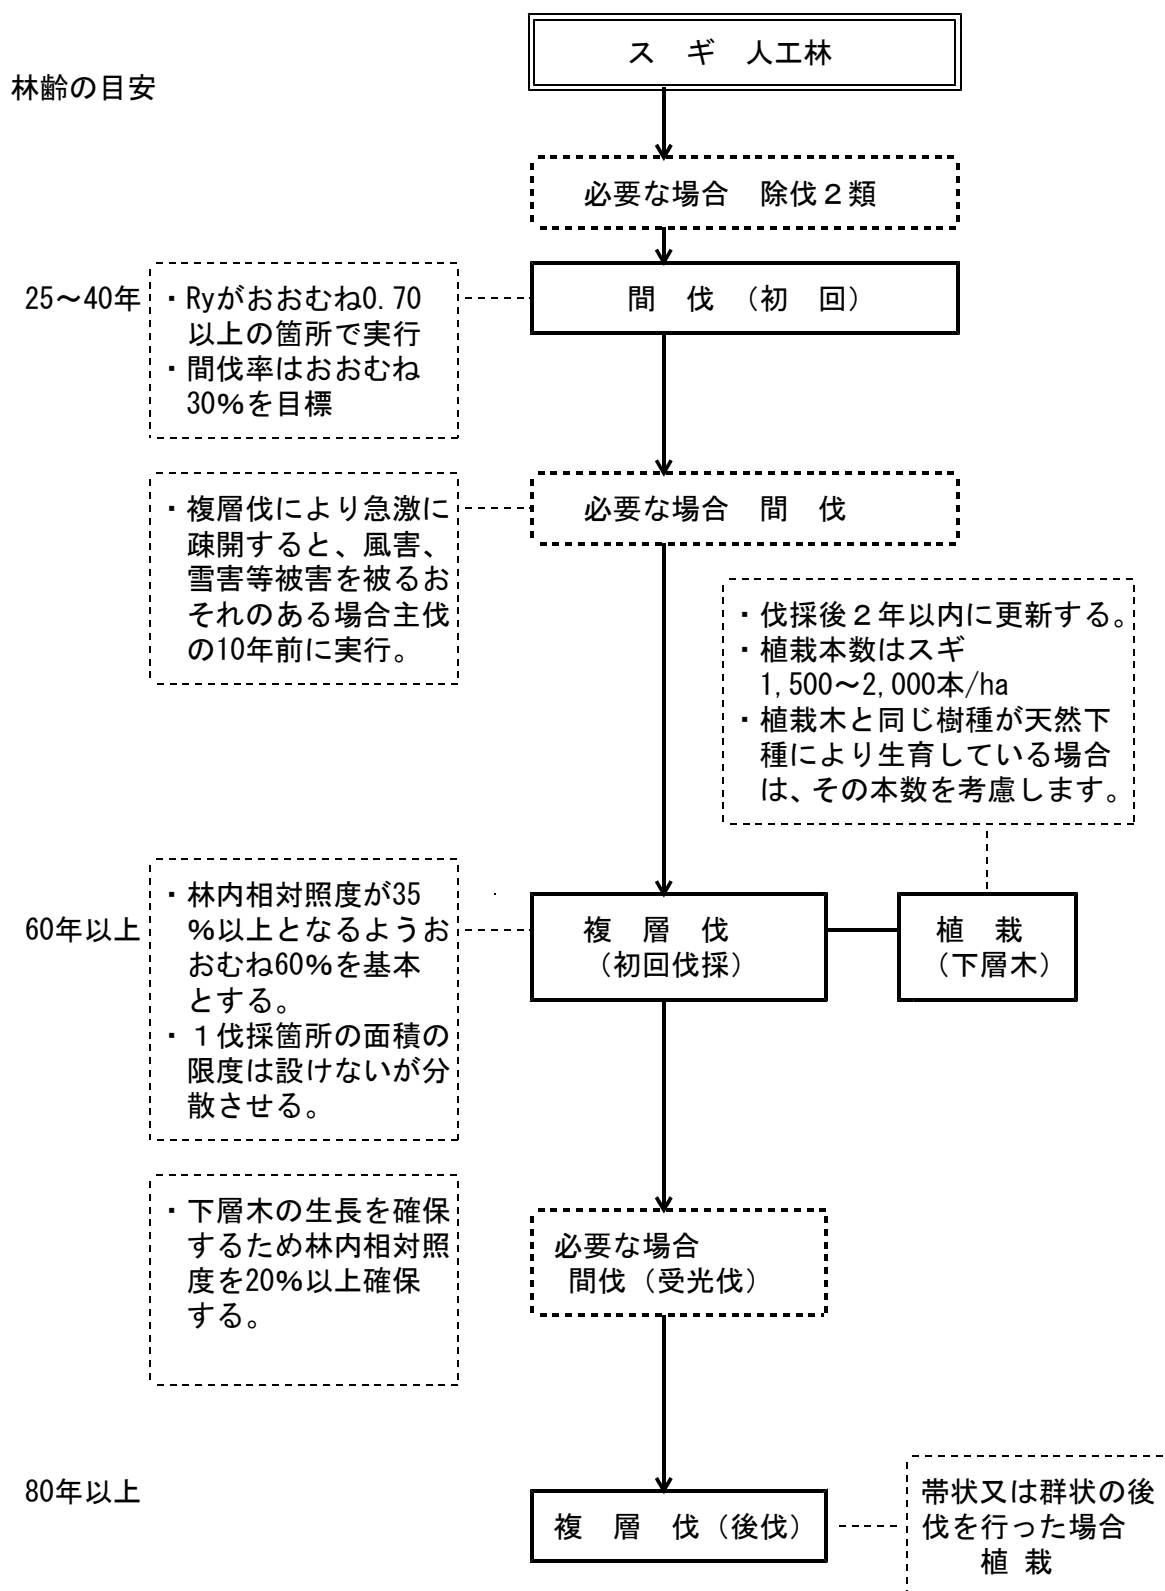 ス　ギ　人工林
林齢の目安
必要な場合　除伐２類
25～40年
・Ryがおおむね0.70
以上の箇所で実行
・間伐率はおおむね
30％を目標
間　伐　（初　回）
・複層伐により急激に
疎開すると、風害、
雪害等被害を被るお
それのある場合主伐
の10年前に実行。
必要な場合　間　伐
・伐採後２年以内に更新する。
・植栽本数はスギ
1,500～2,000本/ha
・植栽木と同じ樹種が天然下
種により生育している場合
は、その本数を考慮します。
60年以上
・林内相対照度が35
％以上となるようお
おむね60％を基本
とする。
・１伐採箇所の面積の
限度は設けないが分
散させる。
複　層　伐
（初回伐採）
植　栽
（下層木）
・下層木の生長を確保
するため林内相対照
度を20％以上確保
する。
必要な場合
間伐（受光伐）
80年以上
複　層　伐（後伐）
帯状又は群状の後
伐を行った場合
植 栽